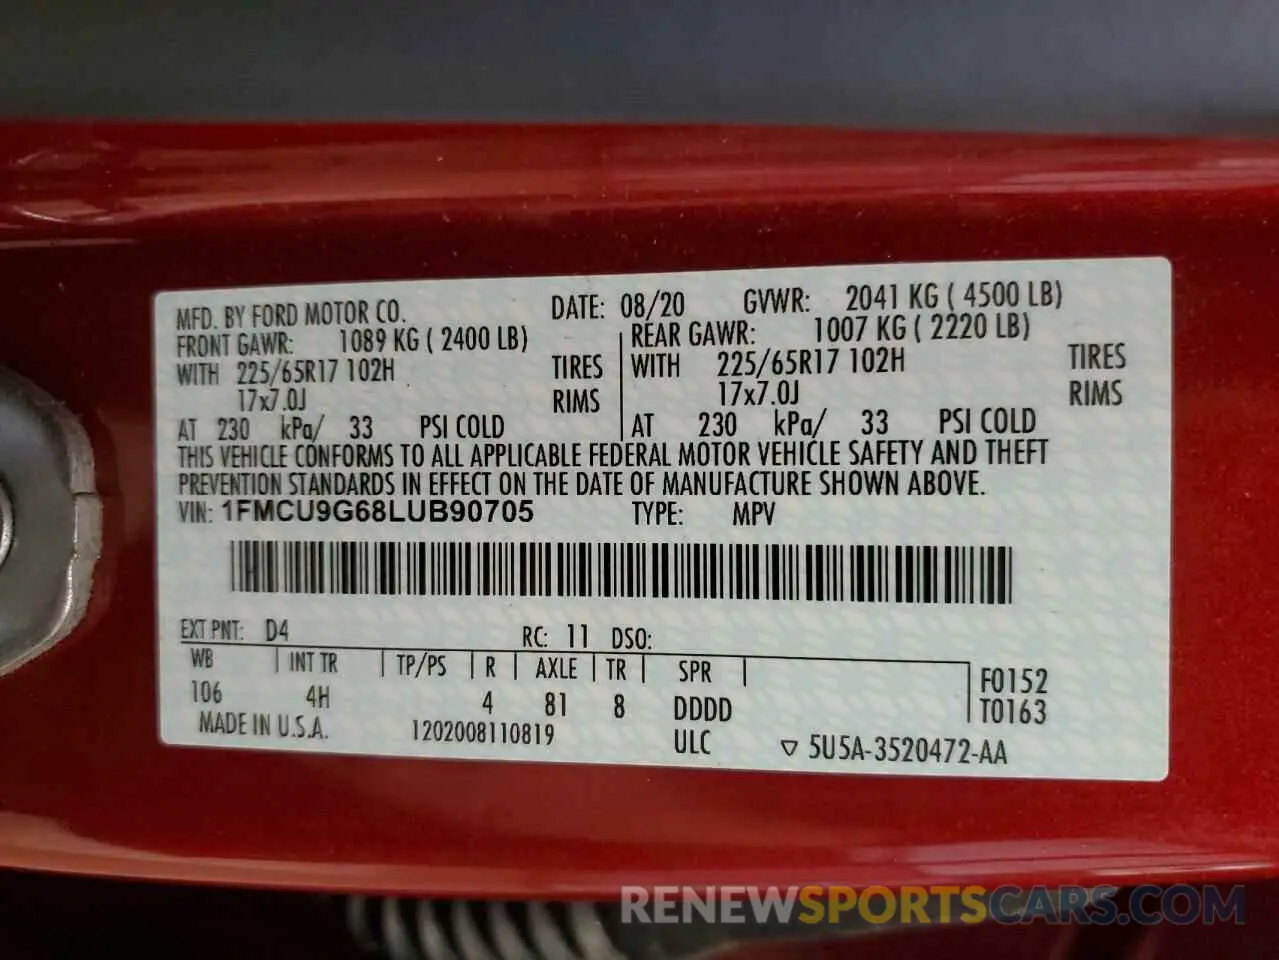 MFD. BY FORD MOTOR CO. DATE: 08/20 GVWR: 2041 KG ( 4500 LB)
FRONT GAWR: 1089 KG ( 2400 LB) REAR GAWR: 1007 KG ( 2220 LB)
WITH 225/65R17 102H TIRES WITH 225/65R17 102H TIRES
17x7.0J RIMS 17x7.0J RIMS
AT 230 kPa/ 33 PSI COLD AT 230 kPa/ 33 PSI COLD
THIS VEHICLE CONFORMS TO ALL APPLICABLE FEDERAL MOTOR VEHICLE SAFETY AND THEFT
PREVENTION STANDARDS IN EFFECT ON THE DATE OF MANUFACTURE SHOWN ABOVE.
VIN: 1FMCU9G68LUB90705 TYPE: MPV
EXT PNT: D4 RC: 11 DSO:
WB INT TR TP/PS R AXLE TR SPR F0152
106 4H 4 81 8 DDDD T0163
MADE IN U.S.A. 1202008110819 ULC ▽ 5U5A-3520472-AA
RENEWSPORTSCARS.COM